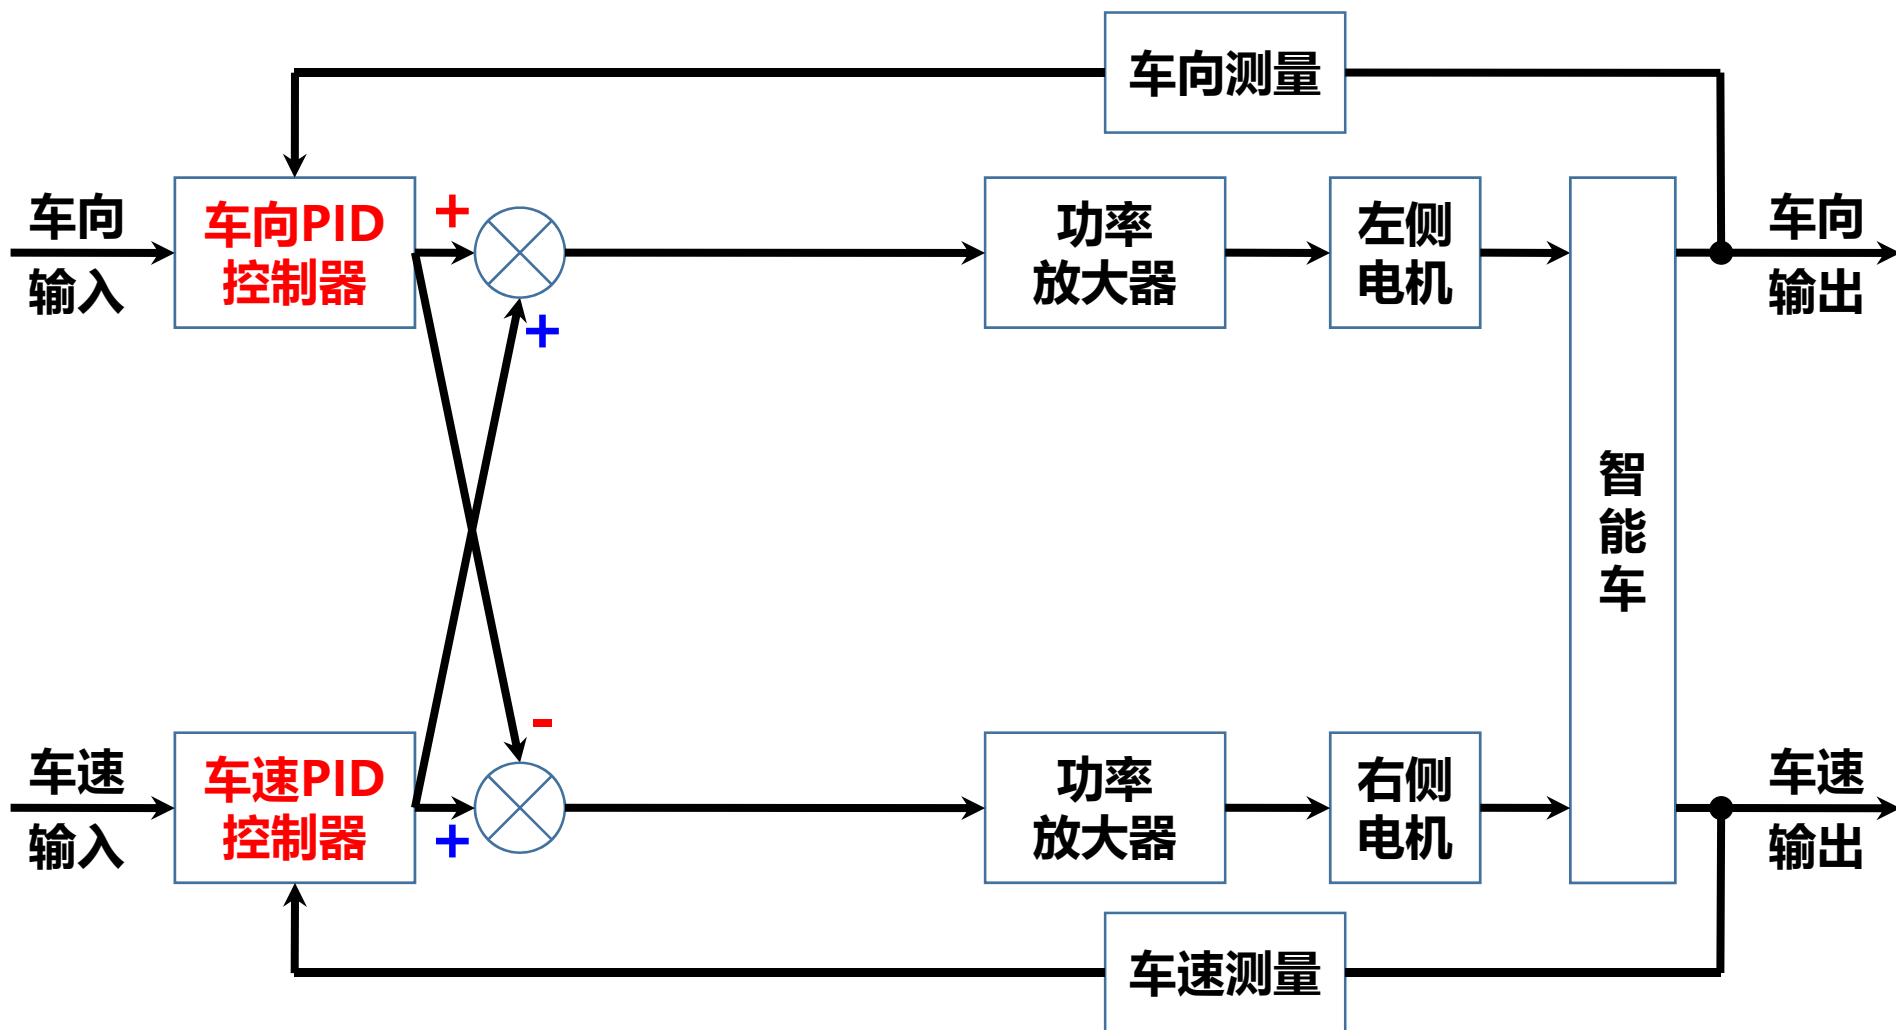 车向测量
车向
输入
车向PID
控制器
+
+
功率
放大器
左侧
电机
车向
输出
智
能
车
车速
输入
车速PID
控制器
-
+
功率
放大器
右侧
电机
车速
输出
车速测量